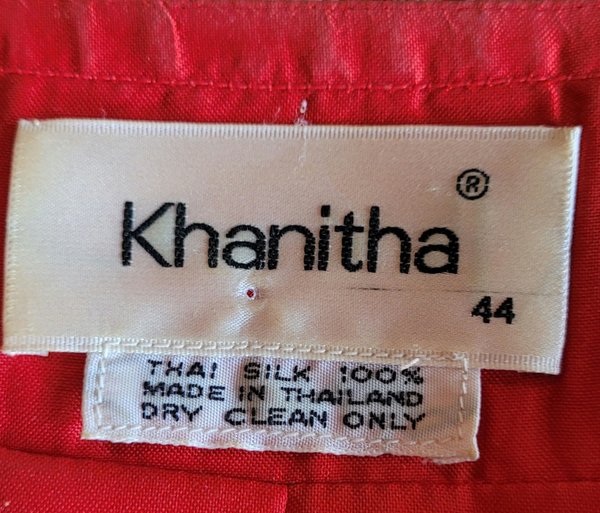 ®
Khanitha
44
THAI SILK 100%
MADE IN THAILAND
DRY CLEAN ONLY